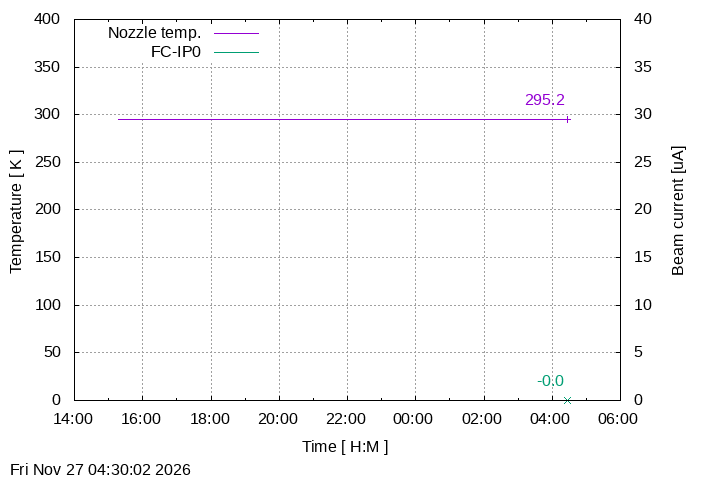 Nozzle temp.
FC-IP0
400
350
300
250
200
150
100
50
0
40
35
30
25
20
15
10
5
0
295.2
-0.0
14:00 16:00 18:00 20:00 22:00 00:00 02:00 04:00 06:00
Temperature [ K ]
Beam current [uA]
Time [ H:M ]
Fri Nov 27 04:30:02 2026